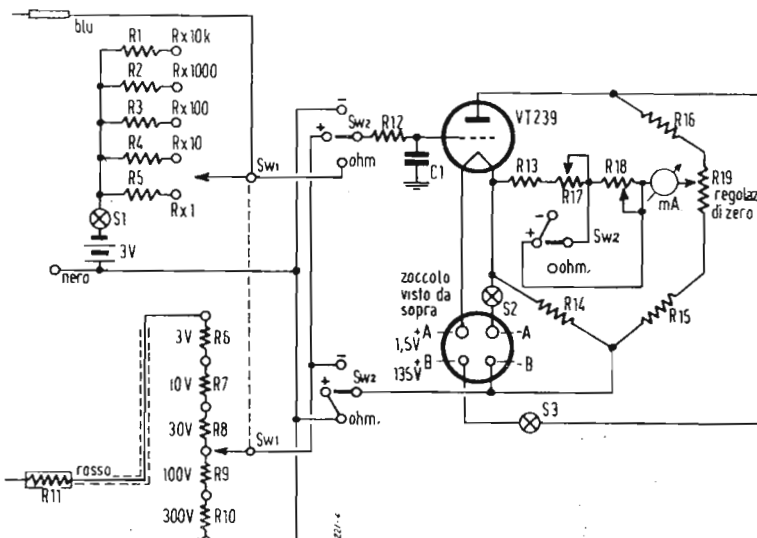 blu
R1 Rx10k
R2 Rx1000
R3 Rx100
R4 Rx10
R5 Rx1
S1
3V
nero
Sw1
–
+ Sw2 R12
ohm
C1
VT239
R16
R13 R17 R18
mA
R19
regolaz
di zero
–
+ Sw2
ohm.
zoccolo
visto da
sopra
S2
R14 R15
+A –A
1,5V
+B –B
135V
S3
–
+ Sw2
ohm.
3V R6
10V R7
30V R8
Sw1
100V R9
300V R10
rosso
R11